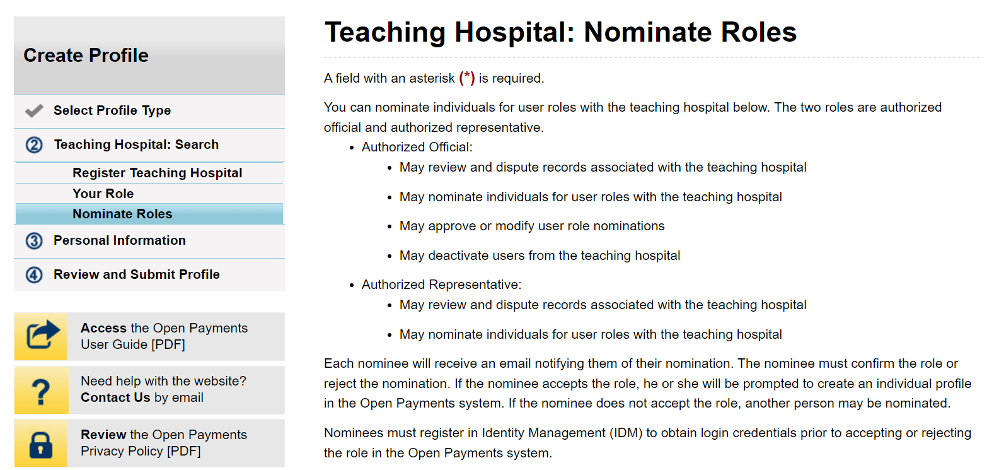 Create Profile
Select Profile Type
2 Teaching Hospital: Search
Register Teaching Hospital
Your Role
Nominate Roles
3 Personal Information
4 Review and Submit Profile
Access the Open Payments
User Guide [PDF]
? Need help with the website?
Contact Us by email
Review the Open Payments
Privacy Policy [PDF]
Teaching Hospital: Nominate Roles
A field with an asterisk (*) is required.
You can nominate individuals for user roles with the teaching hospital below. The two roles are authorized
official and authorized representative.
• Authorized Official:
• May review and dispute records associated with the teaching hospital
• May nominate individuals for user roles with the teaching hospital
• May approve or modify user role nominations
• May deactivate users from the teaching hospital
• Authorized Representative:
• May review and dispute records associated with the teaching hospital
• May nominate individuals for user roles with the teaching hospital
Each nominee will receive an email notifying them of their nomination. The nominee must confirm the role or
reject the nomination. If the nominee accepts the role, he or she will be prompted to create an individual profile
in the Open Payments system. If the nominee does not accept the role, another person may be nominated.
Nominees must register in Identity Management (IDM) to obtain login credentials prior to accepting or rejecting
the role in the Open Payments system.